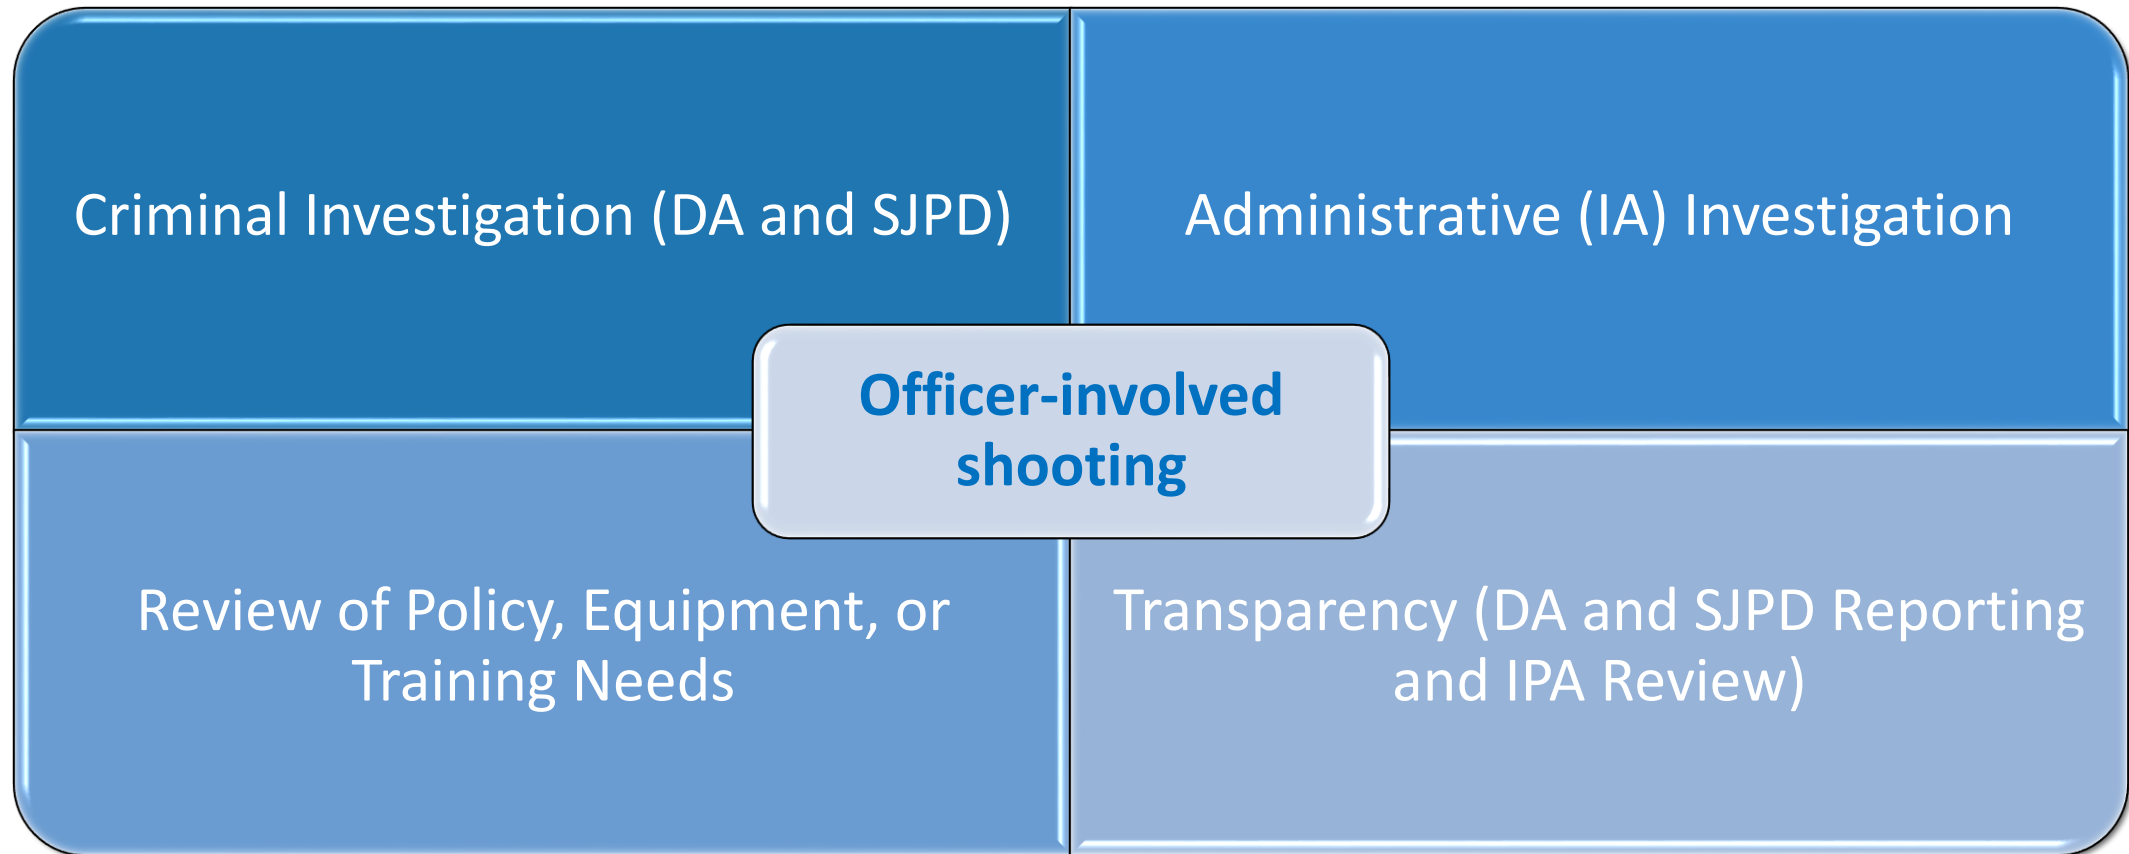 Criminal Investigation (DA and SJPD)
Administrative (IA) Investigation
Officer-involved
shooting
Review of Policy, Equipment, or
Training Needs
Transparency (DA and SJPD Reporting
and IPA Review)